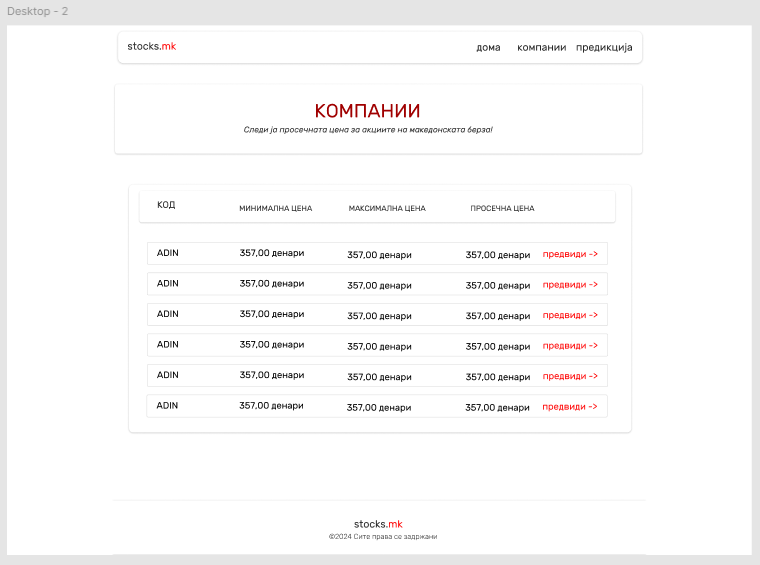 Desktop - 2
stocks.mk дома компании предикција
КОМПАНИИ
Следи ја просечната цена за акциите на македонската берза!
КОД МИНИМАЛНА ЦЕНА МАКСИМАЛНА ЦЕНА ПРОСЕЧНА ЦЕНА
ADIN 357,00 денари 357,00 денари 357,00 денари предвиди ->
ADIN 357,00 денари 357,00 денари 357,00 денари предвиди ->
ADIN 357,00 денари 357,00 денари 357,00 денари предвиди ->
ADIN 357,00 денари 357,00 денари 357,00 денари предвиди ->
ADIN 357,00 денари 357,00 денари 357,00 денари предвиди ->
ADIN 357,00 денари 357,00 денари 357,00 денари предвиди ->
stocks.mk
©2024 Сите права се задржани